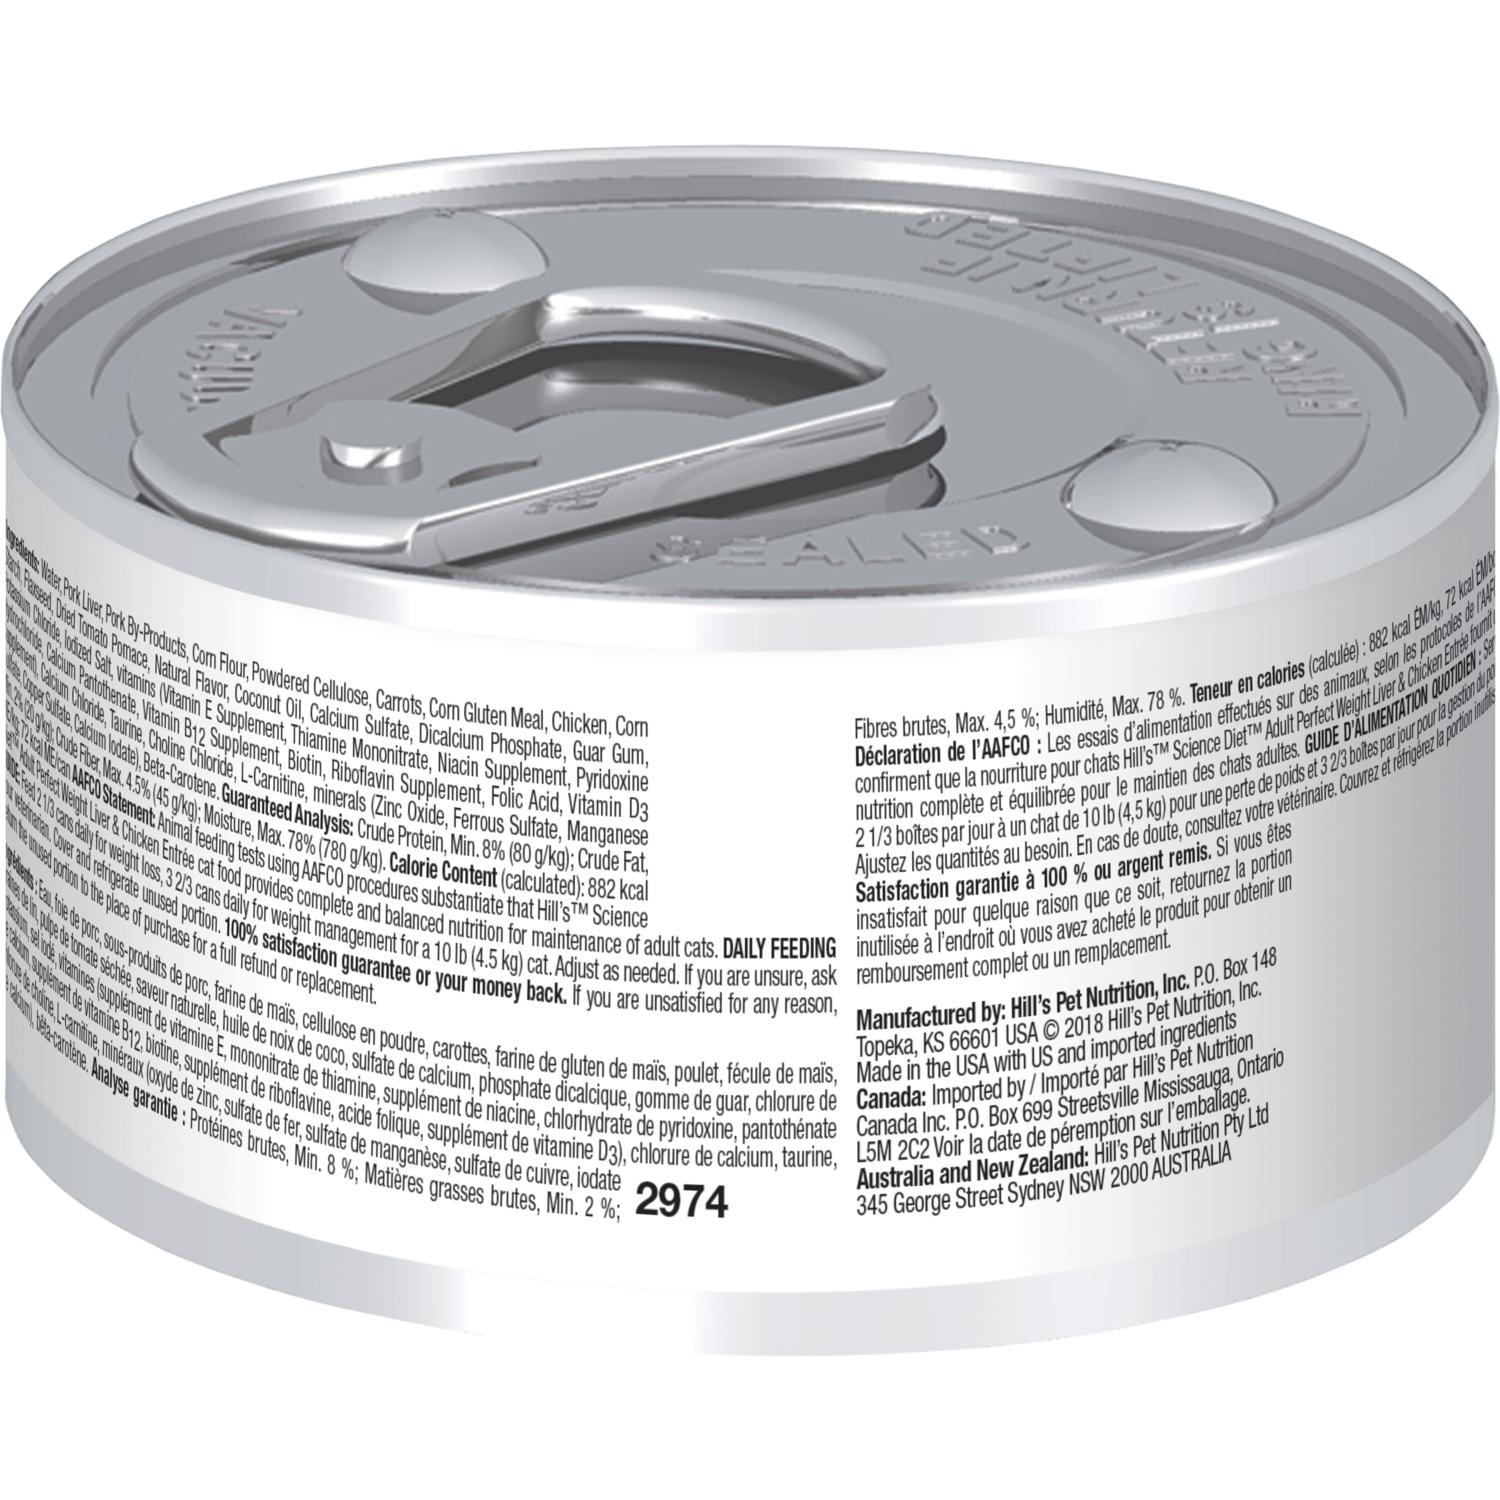 VACUUM
SEALED
Ingredients: Water, Pork Liver, Pork By-Products, Corn Flour, Powdered Cellulose, Carrots, Corn Gluten Meal, Chicken, Corn
Flaxseed, Dried Tomato Pomace, Natural Flavor, Coconut Oil, Calcium Sulfate, Dicalcium Phosphate, Guar Gum,
Chloride, Iodized Salt, vitamins (Vitamin E Supplement, Thiamine Mononitrate, Niacin Supplement, Pyridoxine
Calcium Pantothenate, Vitamin B12 Supplement, Biotin, Riboflavin Supplement, Folic Acid, Vitamin D3
Calcium Chloride, Taurine, Choline Chloride, L-Carnitine, minerals (Zinc Oxide, Ferrous Sulfate, Manganese
Copper Sulfate, Calcium Iodate), Beta-Carotene. Guaranteed Analysis: Crude Protein, Min. 8% (80 g/kg); Crude Fat,
2% (20 g/kg); Crude Fiber, Max. 4.5% (45 g/kg); Moisture, Max. 78% (780 g/kg). Calorie Content (calculated): 882 kcal
72 kcal ME/can AAFCO Statement: Animal feeding tests using AAFCO procedures substantiate that Hill's™ Science
Adult Perfect Weight Liver & Chicken Entrée cat food provides complete and balanced nutrition for maintenance of adult cats. DAILY FEEDING
Feed 2 1/3 cans daily for weight loss, 3 2/3 cans daily for weight management for a 10 lb (4.5 kg) cat. Adjust as needed. If you are unsure, ask
veterinarian. Cover and refrigerate unused portion. 100% satisfaction guarantee or your money back. If you are unsatisfied for any reason,
the unused portion to the place of purchase for a full refund or replacement.
Eau, foie de porc, sous-produits de porc, farine de maïs, cellulose en poudre, carottes, farine de gluten de maïs, poulet, fécule de maïs,
de lin, pulpe de tomate séchée, saveur naturelle, huile de noix de coco, sulfate de calcium, phosphate dicalcique, gomme de guar, chlorure de
sel iodé, vitamines (supplément de vitamine E, mononitrate de thiamine, supplément de niacine, chlorhydrate de pyridoxine, pantothénate
calcium, supplément de vitamine B12, biotine, supplément de riboflavine, acide folique, supplément de vitamine D3), chlorure de calcium, taurine,
de choline, L-carnitine, minéraux (oxyde de zinc, sulfate de fer, sulfate de manganèse, sulfate de cuivre, iodate
calcium), bêta-carotène. Analyse garantie : Protéines brutes, Min. 8 %; Matières grasses brutes, Min. 2 %;
2974
Fibres brutes, Max. 4,5 %; Humidité, Max. 78 %. Teneur en calories (calculée) : 882 kcal ÉM/kg, 72 kcal
Déclaration de l'AAFCO : Les essais d'alimentation effectués sur des animaux, selon les protocoles de
confirment que la nourriture pour chats Hill's™ Science Diet™ Adult Perfect Weight Liver & Chicken Entrée fournit
nutrition complète et équilibrée pour le maintien des chats adultes. GUIDE D'ALIMENTATION QUOTIDIEN :
2 1/3 boîtes par jour à un chat de 10 lb (4,5 kg) pour une perte de poids et 3 2/3 boîtes par jour pour la gestion du
Ajustez les quantités au besoin. En cas de doute, consultez votre vétérinaire. Couvrez et réfrigérez la portion
Satisfaction garantie à 100 % ou argent remis. Si vous êtes
insatisfait pour quelque raison que ce soit, retournez la portion
inutilisée à l'endroit où vous avez acheté le produit pour obtenir un
remboursement complet ou un remplacement.
Manufactured by: Hill's Pet Nutrition, Inc. P.O. Box 148
Topeka, KS 66601 USA © 2018 Hill's Pet Nutrition, Inc.
Made in the USA with US and imported ingredients
Canada: Imported by / Importé par Hill's Pet Nutrition
Canada Inc. P.O. Box 699 Streetsville Mississauga, Ontario
L5M 2C2 Voir la date de péremption sur l'emballage.
Australia and New Zealand: Hill's Pet Nutrition Pty Ltd
345 George Street Sydney NSW 2000 AUSTRALIA